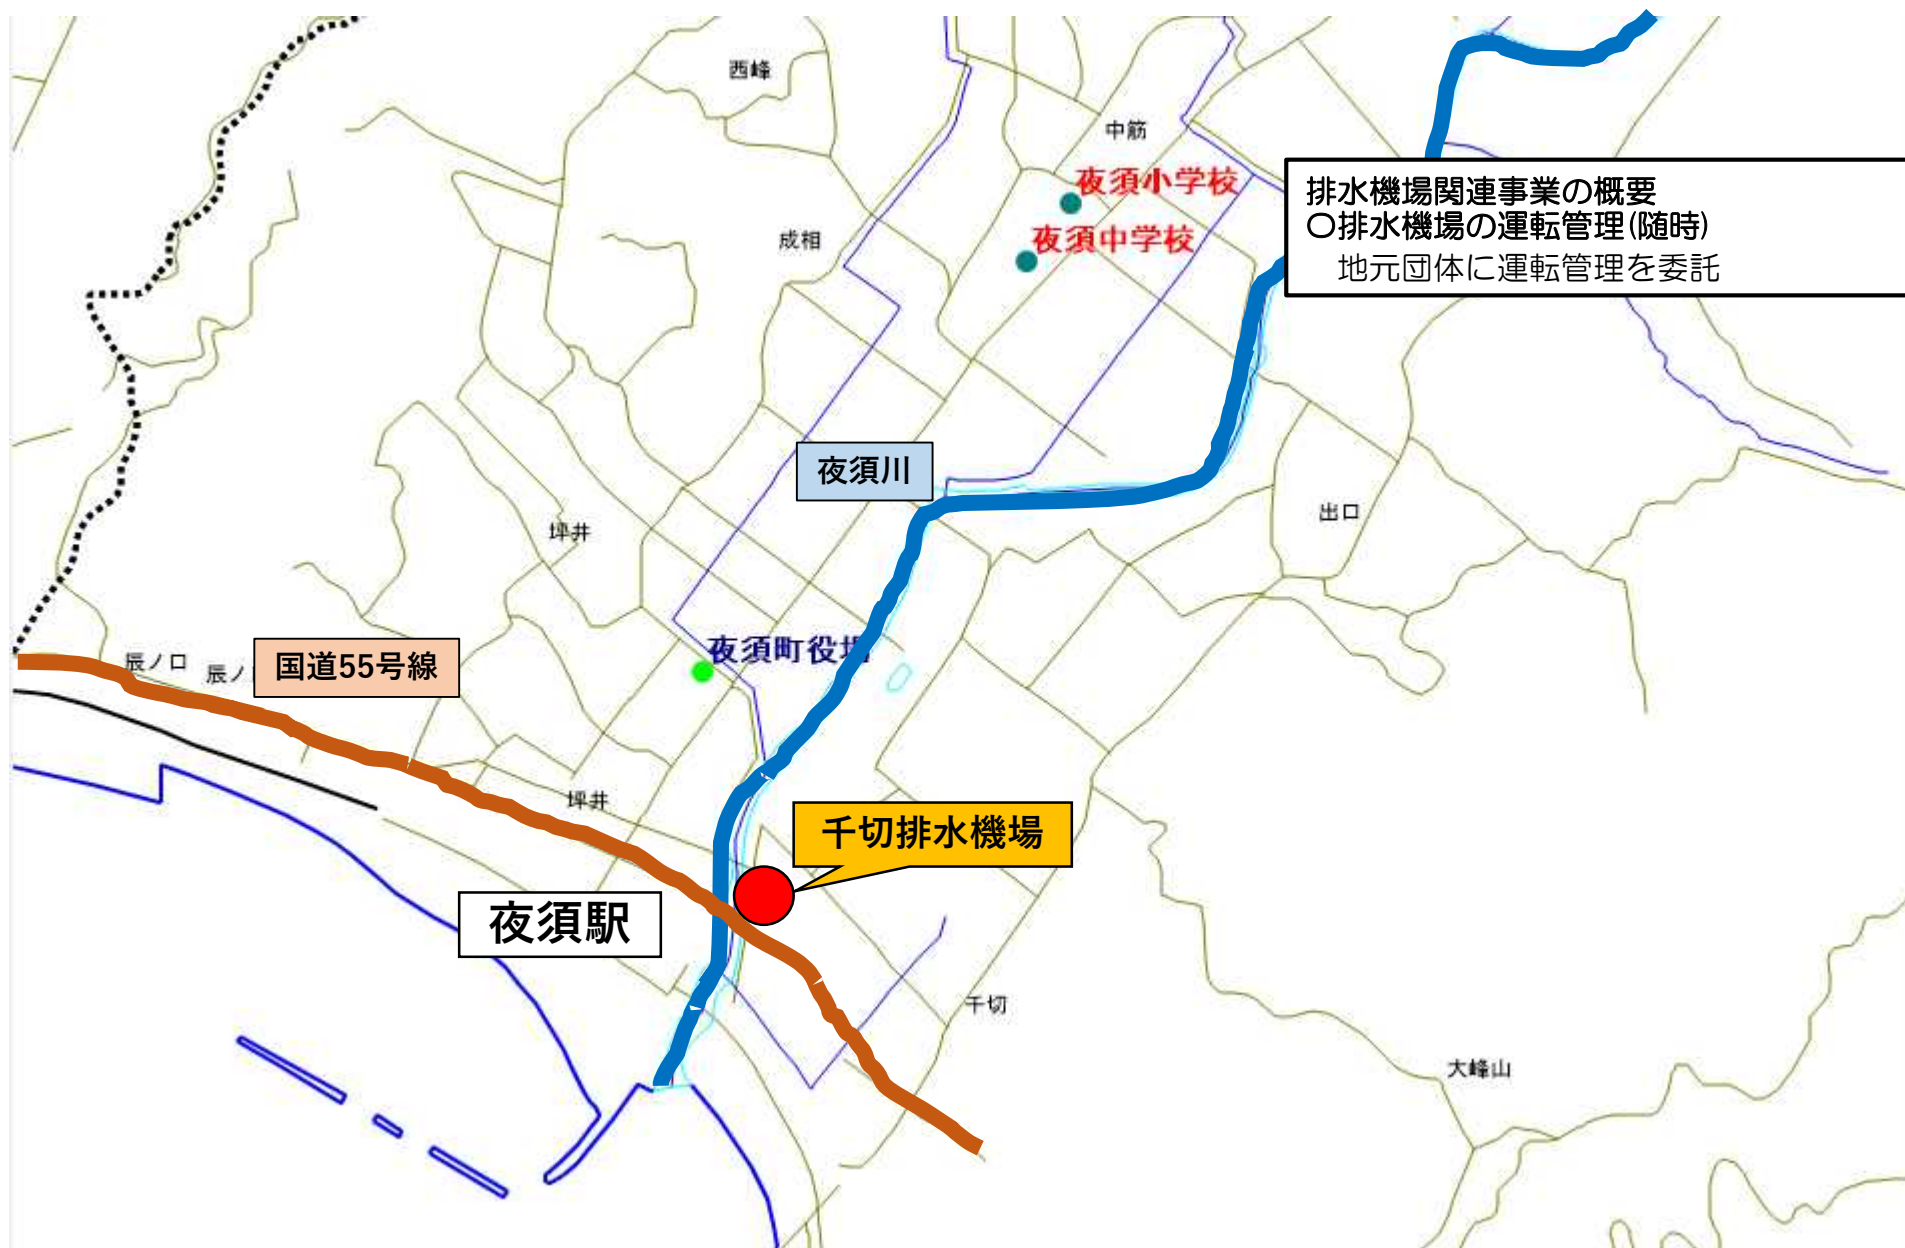 西峰
中筋
夜須小学校
排水機場関連事業の概要
〇排水機場の運転管理(随時)
地元団体に運転管理を委託
成相
夜須中学校
夜須川
出口
坪井
夜須町役場
辰ノ口
辰ノ
国道55号線
坪井
千切排水機場
夜須駅
千切
大峰山